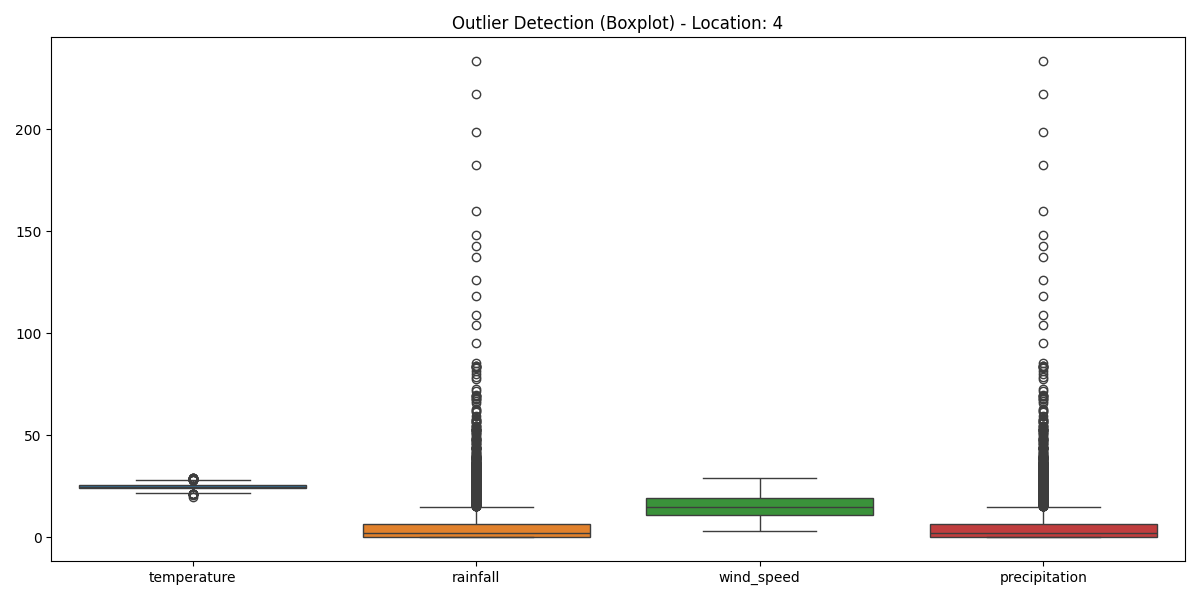 Outlier Detection (Boxplot) - Location: 4
200
150
100
50
0
temperature rainfall wind_speed precipitation